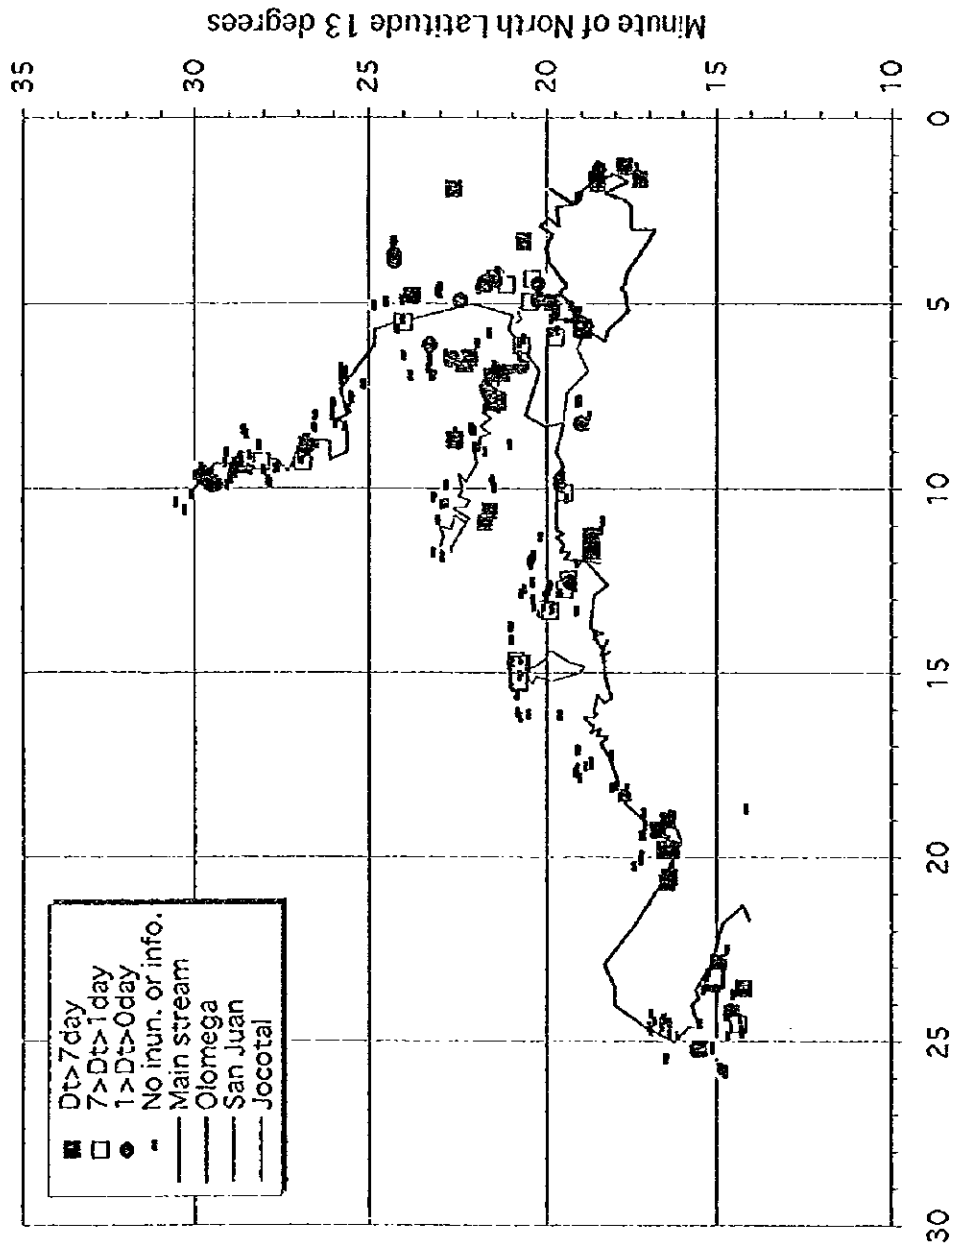 Minute of North Latitude 13 degrees
35
30
25
20
15
10
30
25
20
15
10
5
0
Dt>7day
7>Dt>1day
1>Dt>0day
No inun. or info.
Main stream
Olomega
San Juan
Jocotal